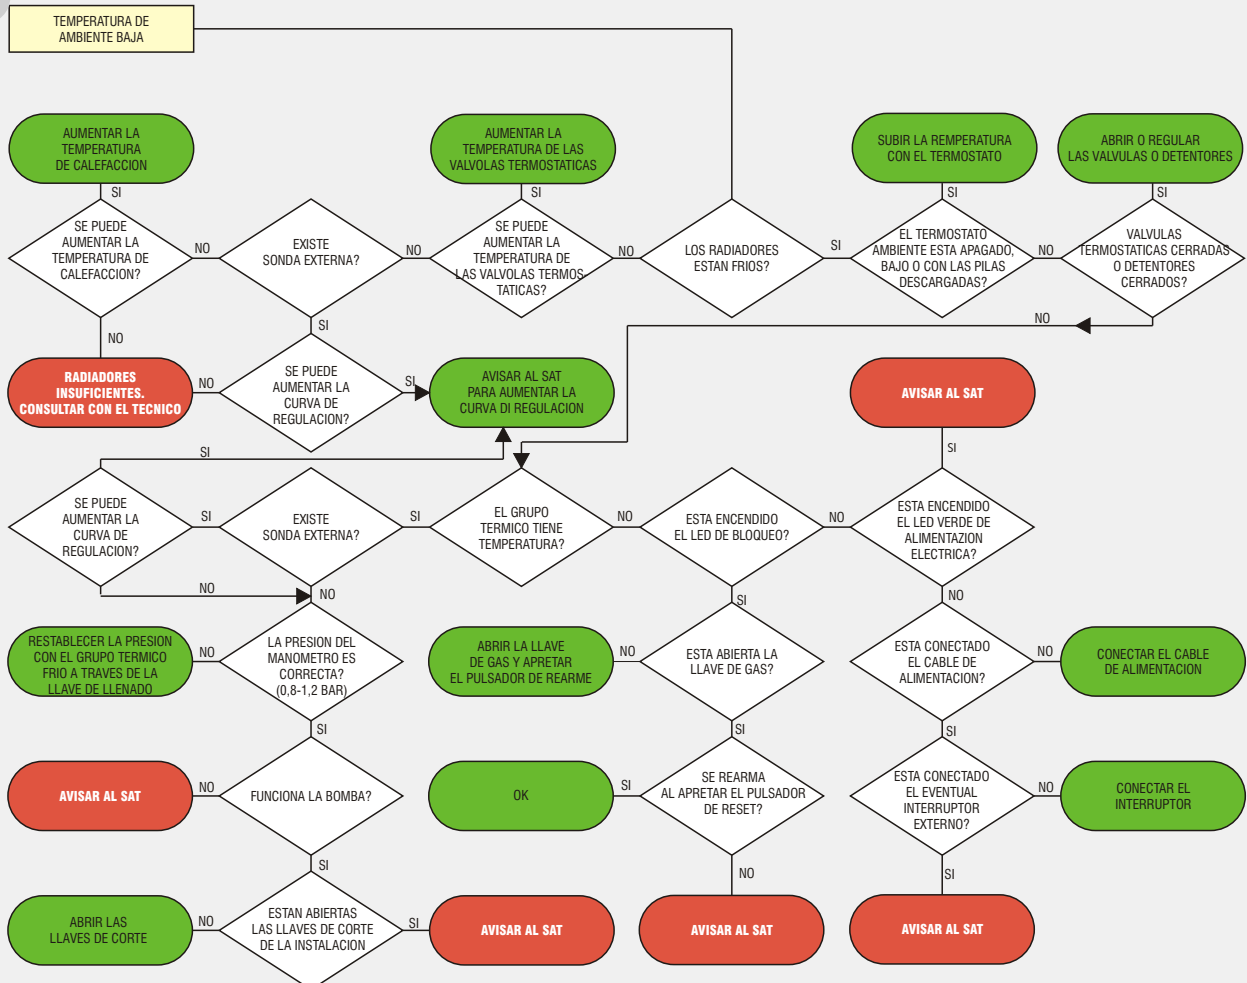 TEMPERATURA DE
AMBIENTE BAJA
AUMENTAR LA
TEMPERATURA
DE CALEFACCION
AUMENTAR LA
TEMPERATURA DE LAS
VALVOLAS TERMOSTATICAS
SUBIR LA REMPERATURA
CON EL TERMOSTATO
ABRIR O REGULAR
LAS VALVULAS O DETENTORES
SI
SI
SI
SI
SE PUEDE
AUMENTAR LA
TEMPERATURA DE
CALEFACCION?
NO
EXISTE
SONDA EXTERNA?
NO
SE PUEDE
AUMENTAR LA
TEMPERATURA DE
LAS VALVOLAS TERMOS-
TATICAS?
NO
LOS RADIADORES
ESTAN FRIOS?
SI
EL TERMOSTATO
AMBIENTE ESTA APAGADO,
BAJO O CON LAS PILAS
DESCARGADAS?
NO
VALVULAS
TERMOSTATICAS CERRADAS
O DETENTORES
CERRADOS?
NO
SI
NO
RADIADORES
INSUFICIENTES.
CONSULTAR CON EL TECNICO
NO
SE PUEDE
AUMENTAR LA
CURVA DE
REGULACION?
SI
AVISAR AL SAT
PARA AUMENTAR LA
CURVA DI REGULACION
AVISAR AL SAT
SI
SI
SE PUEDE
AUMENTAR LA
CURVA DE
REGULACION?
SI
EXISTE
SONDA EXTERNA?
SI
EL GRUPO
TERMICO TIENE
TEMPERATURA?
NO
ESTA ENCENDIDO
EL LED DE BLOQUEO?
NO
ESTA ENCENDIDO
EL LED VERDE DE
ALIMENTAZION
ELECTRICA?
NO
NO
SI
NO
RESTABLECER LA PRESION
CON EL GRUPO TERMICO
FRIO A TRAVES DE LA
LLAVE DE LLENADO
NO
LA PRESION DEL
MANOMETRO ES
CORRECTA?
(0,8-1,2 BAR)
ABRIR LA LLAVE
DE GAS Y APRETAR
EL PULSADOR DE REARME
NO
ESTA ABIERTA LA
LLAVE DE GAS?
ESTA CONECTADO
EL CABLE DE
ALIMENTACION?
NO
CONECTAR EL CABLE
DE ALIMENTACION
SI
SI
SI
AVISAR AL SAT
NO
FUNCIONA LA BOMBA?
OK
SI
SE REARMA
AL APRETAR EL PULSADOR
DE RESET?
ESTA CONECTADO
EL EVENTUAL
INTERRUPTOR
EXTERNO?
NO
CONECTAR EL
INTERRUPTOR
SI
NO
SI
ABRIR LAS
LLAVES DE CORTE
NO
ESTAN ABIERTAS
LAS LLAVES DE CORTE
DE LA INSTALACION
SI
AVISAR AL SAT
AVISAR AL SAT
AVISAR AL SAT